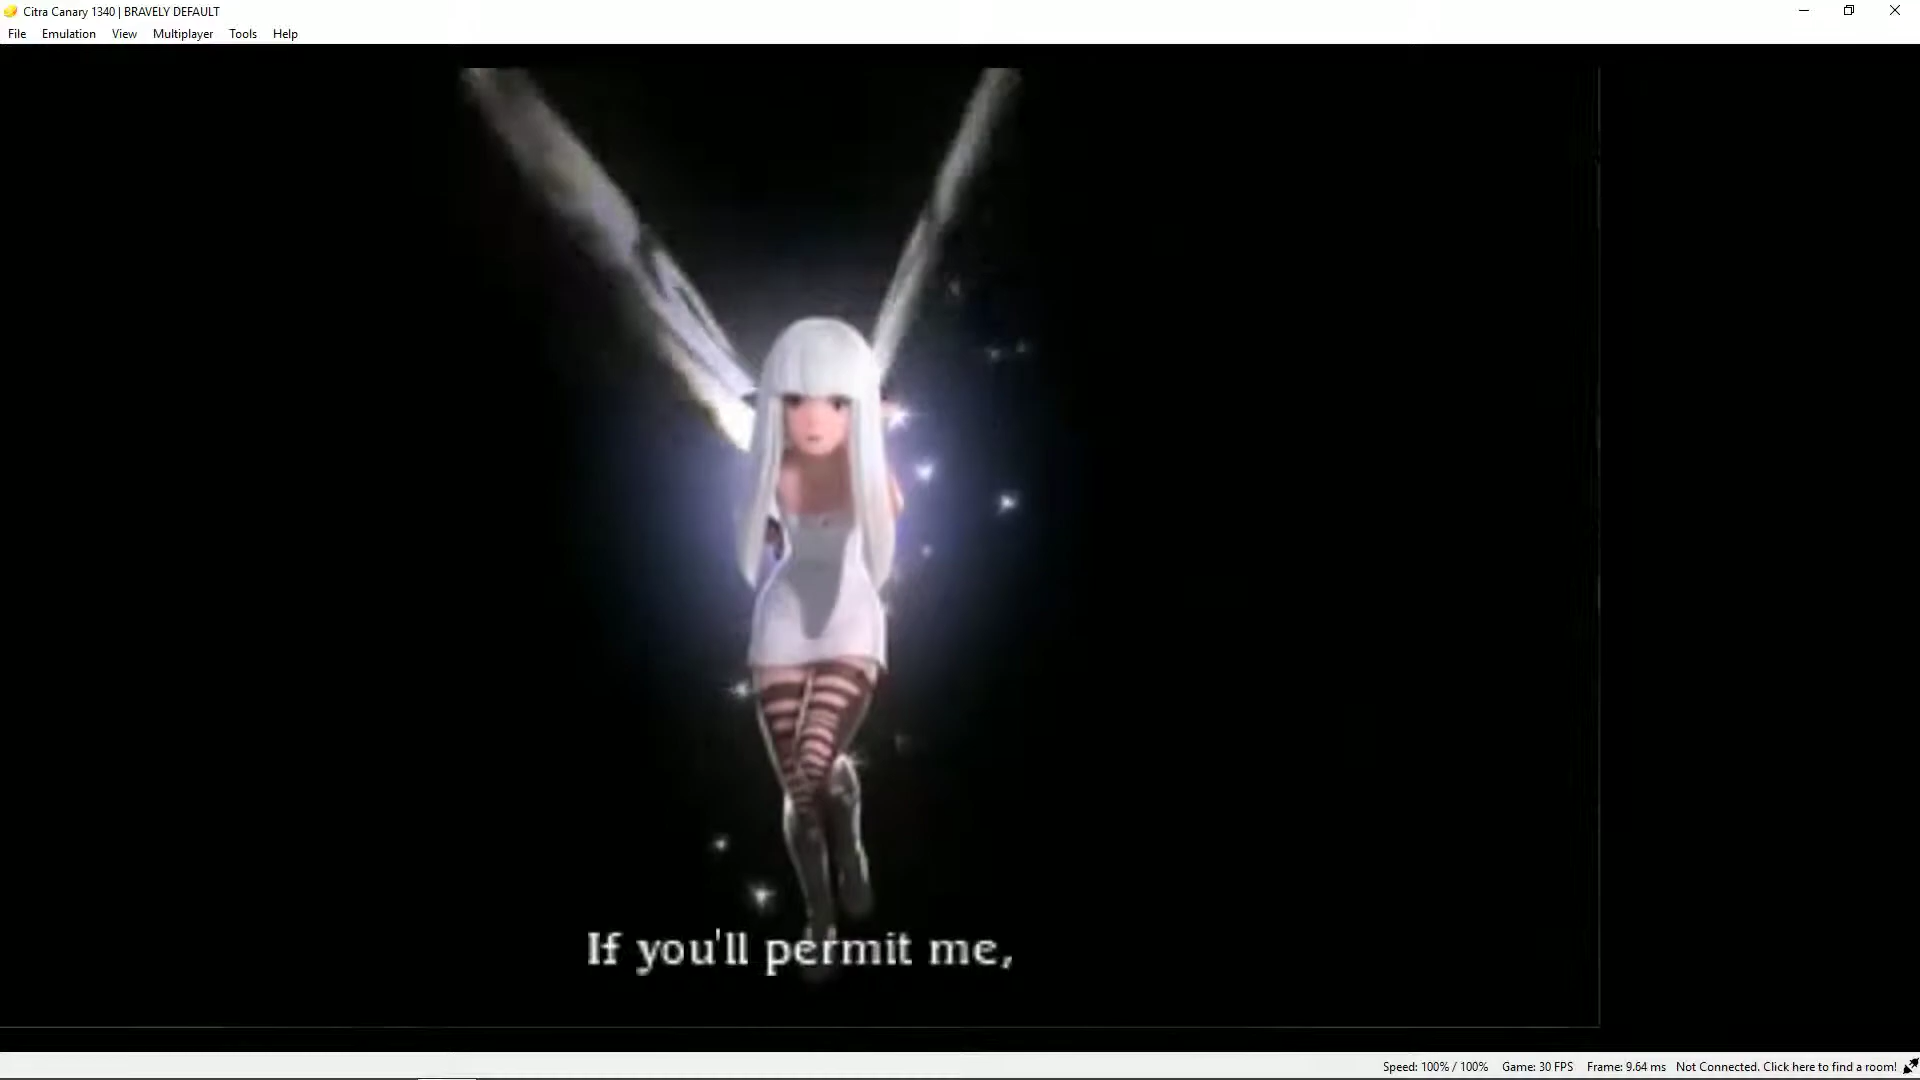 Citra Canary 1340 | BRAVELY DEFAULT
File Emulation View Multiplayer Tools Help
If you'll permit me,
Speed: 100% / 100% Game: 30 FPS Frame: 9.64 ms Not Connected. Click here to find a room!